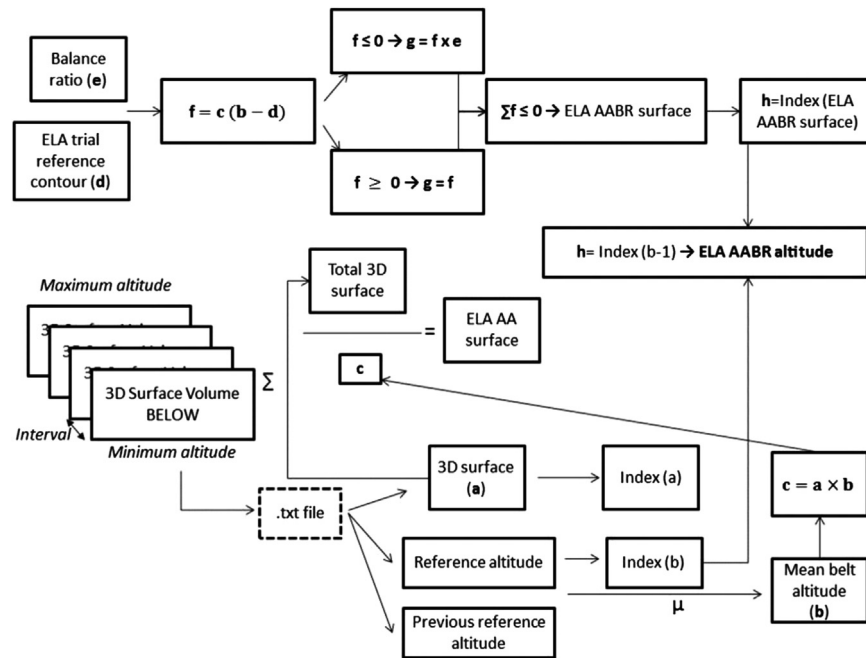 Balance
ratio (e)
ELA trial
reference
contour (d)
f = c (b − d)
f ≤ 0 → g = f x e
f ≥ 0 → g = f
∑f ≤ 0 → ELA AABR surface
h=Index (ELA
AABR surface)
h= Index (b-1) → ELA AABR altitude
Maximum altitude
3D Surface Volume
BELOW
Interval
Minimum altitude
Σ
Total 3D
surface
=
ELA AA
surface
c
.txt file
3D surface
(a)
Index (a)
Reference altitude
Index (b)
Previous reference
altitude
μ
Mean belt
altitude
(b)
c = a × b